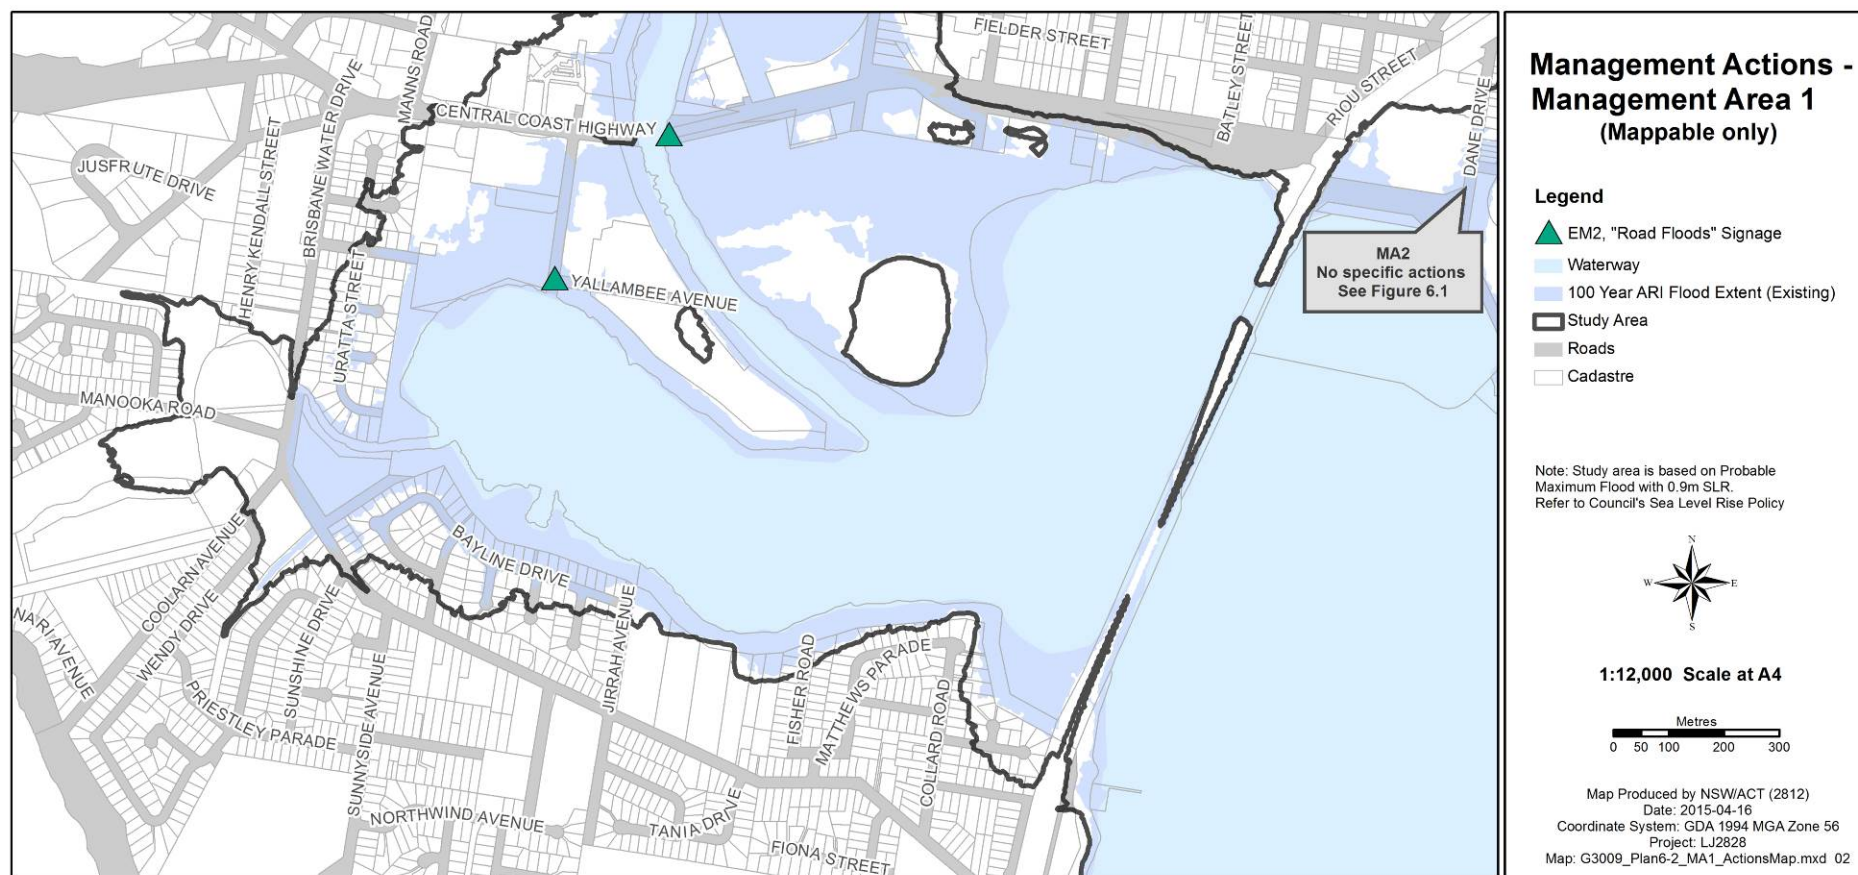 FIELDER STREET
MANNS ROAD
BATLEY STREET
RIOU STREET
DANE DRIVE
CENTRAL COAST HIGHWAY
BRISBANE WATER DRIVE
HENRY KENDALL STREET
JUSFRUTE DRIVE
URATTA STREET
YALLAMBEE AVENUE
MA2
No specific actions
See Figure 6.1
MANOOKA ROAD
BAYLINE DRIVE
COOLARN AVENUE
WENDY DRIVE
NARI AVENUE
SUNSHINE DRIVE
PRIESTLEY PARADE
SUNNYSIDE AVENUE
JIRRAH AVENUE
FISHER ROAD
MATTHEWS PARADE
COLLARD ROAD
NORTHWIND AVENUE
TANIA DRIVE
FIONA STREET
Management Actions -
Management Area 1
(Mappable only)
Legend
EM2, "Road Floods" Signage
Waterway
100 Year ARI Flood Extent (Existing)
Study Area
Roads
Cadastre
Note: Study area is based on Probable
Maximum Flood with 0.9m SLR.
Refer to Council's Sea Level Rise Policy
N
W E
S
1:12,000 Scale at A4
Metres
0 50 100 200 300
Map Produced by NSW/ACT (2812)
Date: 2015-04-16
Coordinate System: GDA 1994 MGA Zone 56
Project: LJ2828
Map: G3009_Plan6-2_MA1_ActionsMap.mxd 02